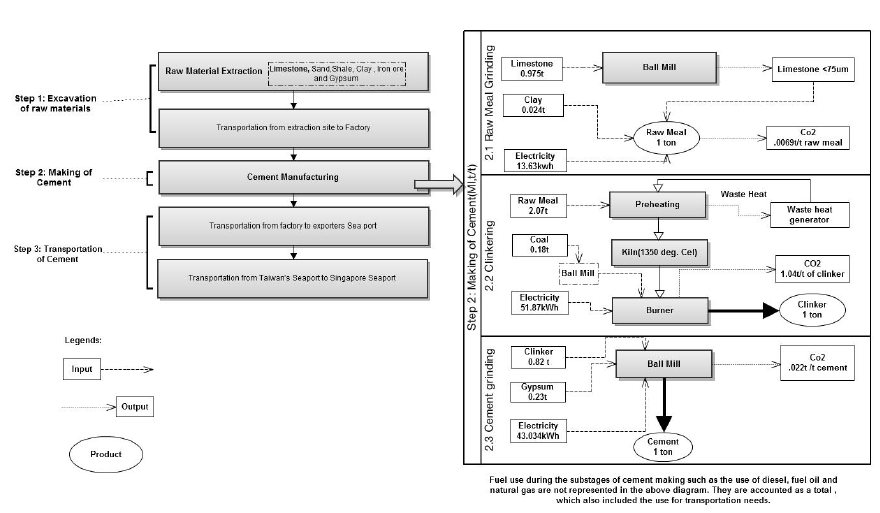 Step 1: Excavation
of raw materials
Raw Material Extraction
Limestone, Sand,Shale, Clay , Iron ore
and Gypsum
Transportation from extraction site to Factory
Step 2: Making of
Cement
Cement Manufacturing
Step 3: Transportation
of Cement
Transportation from factory to exporters Sea port
Transportation from Taiwan's Seaport to Singapore Seaport
Legends:
Input
Output
Product
Step 2: Making of Cement(MI,t/t)
2.1 Raw Meal Grinding
Limestone
0.975t
Ball Mill
Limestone <75um
Clay
0.024t
Raw Meal
1 ton
Co2
.0069t/ raw meal
Electricity
13.63kwh
2.2 Clinkering
Raw Meal
2.07t
Preheating
Waste Heat
Waste heat
generator
Coal
0.18t
Ball Mill
Kiln(1350 deg. Cel)
CO2
1.04t/t of clinker
Electricity
51.87kWh
Burner
Clinker
1 ton
2.3 Cement grinding
Clinker
0.82 t
Ball Mill
Co2
.022t /t cement
Gypsum
0.23t
Electricity
43.034kWh
Cement
1 ton
Fuel use during the substages of cement making such as the use of diesel, fuel oil and
natural gas are not represented in the above diagram. They are accounted as a total ,
which also included the use for transportation needs.